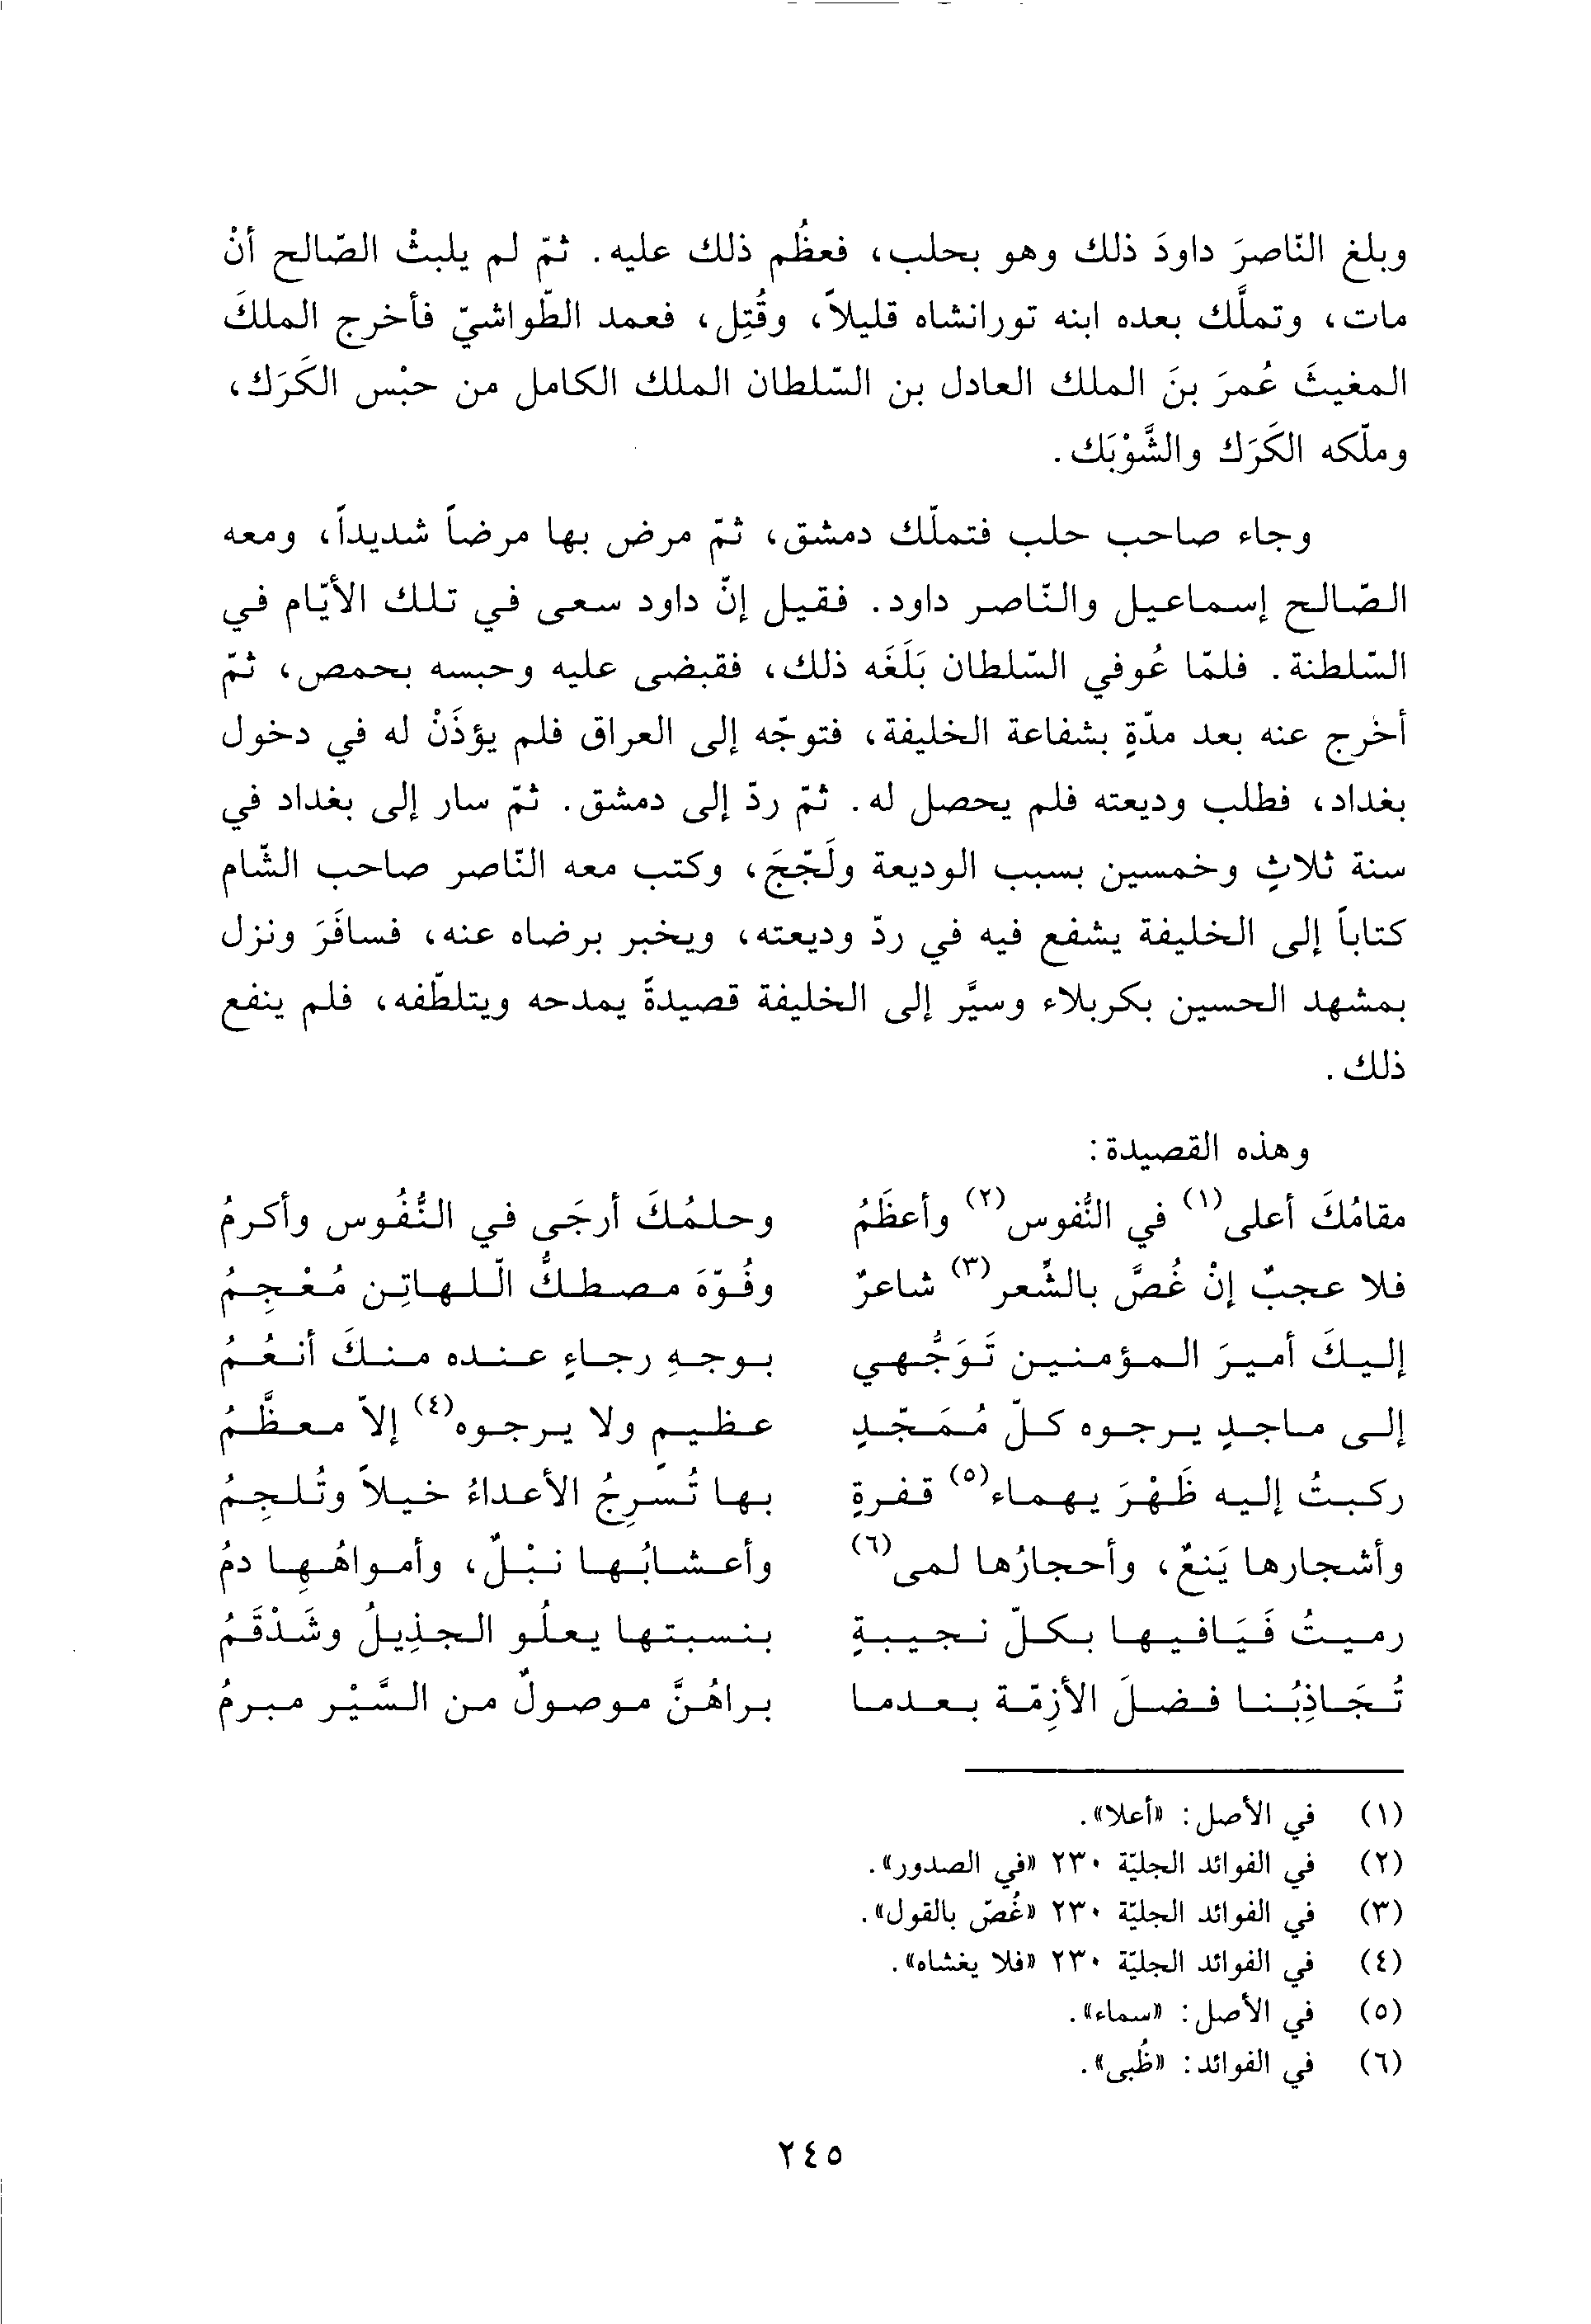 وبلغ النّاصرَ داودَ ذلك وهو بحلب، فعظُم ذلك عليه. ثمّ لم يلبثْ الصّالح أنْ
مات، وتملَّك بعده ابنه تورانشاه قليلاً، وقُتِل، فعمد الطّواشيّ فأخرج الملكَ
المغيثَ عُمرَ بنَ الملك العادل بن السّلطان الملك الكامل من حبْس الكَرَك،
وملّكه الكَرَك والشَّوْبَك.
وجاء صاحب حلب فتملّك دمشق، ثمّ مرض بها مرضاً شديداً، ومعه
الصّالح إسماعيل والنّاصر داود. فقيل إنّ داود سعى في تلك الأيّام في
السّلطنة. فلمّا عُوفي السّلطان بَلَغَه ذلك، فقبضى عليه وحبسه بحمص، ثمّ
أخرج عنه بعد مدّةٍ بشفاعة الخليفة، فتوجّه إلى العراق فلم يؤذَنْ له في دخول
بغداد، فطلب وديعته فلم يحصل له. ثمّ ردّ إلى دمشق. ثمّ سار إلى بغداد في
سنة ثلاثٍ وخمسين بسبب الوديعة ولَجّجَ، وكتب معه النّاصر صاحب الشّام
كتاباً إلى الخليفة يشفع فيه في ردّ وديعته، ويخبر برضاه عنه، فسافَرَ ونزل
بمشهد الحسين بكربلاء وسيَّر إلى الخليفة قصيدةً يمدحه ويتلطّفه، فلم ينفع
ذلك.
وهذه القصيدة:
مقامُكَ أعلى(١) في النُّفوس(٢) وأعظَمُ وحلمُكَ أرجَى في النُّفُوس وأكرمُ
فلا عجبٌ إنْ غُصَّ بالشِّعر(٣) شاعرٌ وفُوّهَ مصطكُّ الّلهاتِن مُعْجِمُ
إليكَ أميرَ المؤمنين تَوَجُّهي بوجهِ رجاءٍ عنده منكَ أنعُمُ
إلى ماجدٍ يرجوه كلّ مُمَجّدٍ عظيمٍ ولا يرجوه(٤) إلاّ معظَّمُ
ركبتُ إليه ظَهْرَ يهماء(٥) قفرةٍ بها تُسرِجُ الأعداءُ خيلاً وتُلجِمُ
وأشجارها يَنعٌ، وأحجارُها لمى(٦) وأعشابُها نبْلٌ، وأمواهُها دمُ
رميتُ فَيَافيها بكلّ نجيبةٍ بنسبتها يعلُو الجذِيلُ وشَدْقَمُ
تُجَاذِبُنا فضلَ الأزِمّة بعدما براهُنَّ موصولٌ من السَّيْر مبرمُ
(١) في الأصل: «أعلا».
(٢) في الفوائد الجليّة ٢٣٠ «في الصدور».
(٣) في الفوائد الجليّة ٢٣٠ «غُصّ بالقول».
(٤) في الفوائد الجليّة ٢٣٠ «فلا يغشاه».
(٥) في الأصل: «سماء».
(٦) في الفوائد: «ظُبى».
٢٤٥